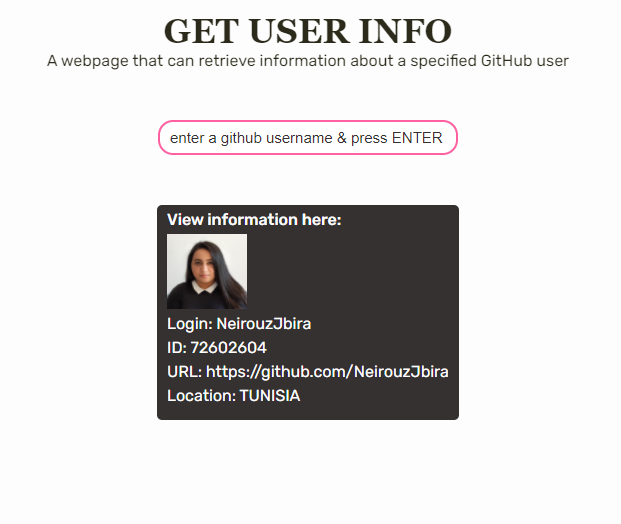 GET USER INFO
A webpage that can retrieve information about a specified GitHub user
enter a github username & press ENTER
View information here:
Login: NeirouzJbira
ID: 72602604
URL: https://github.com/NeirouzJbira
Location: TUNISIA